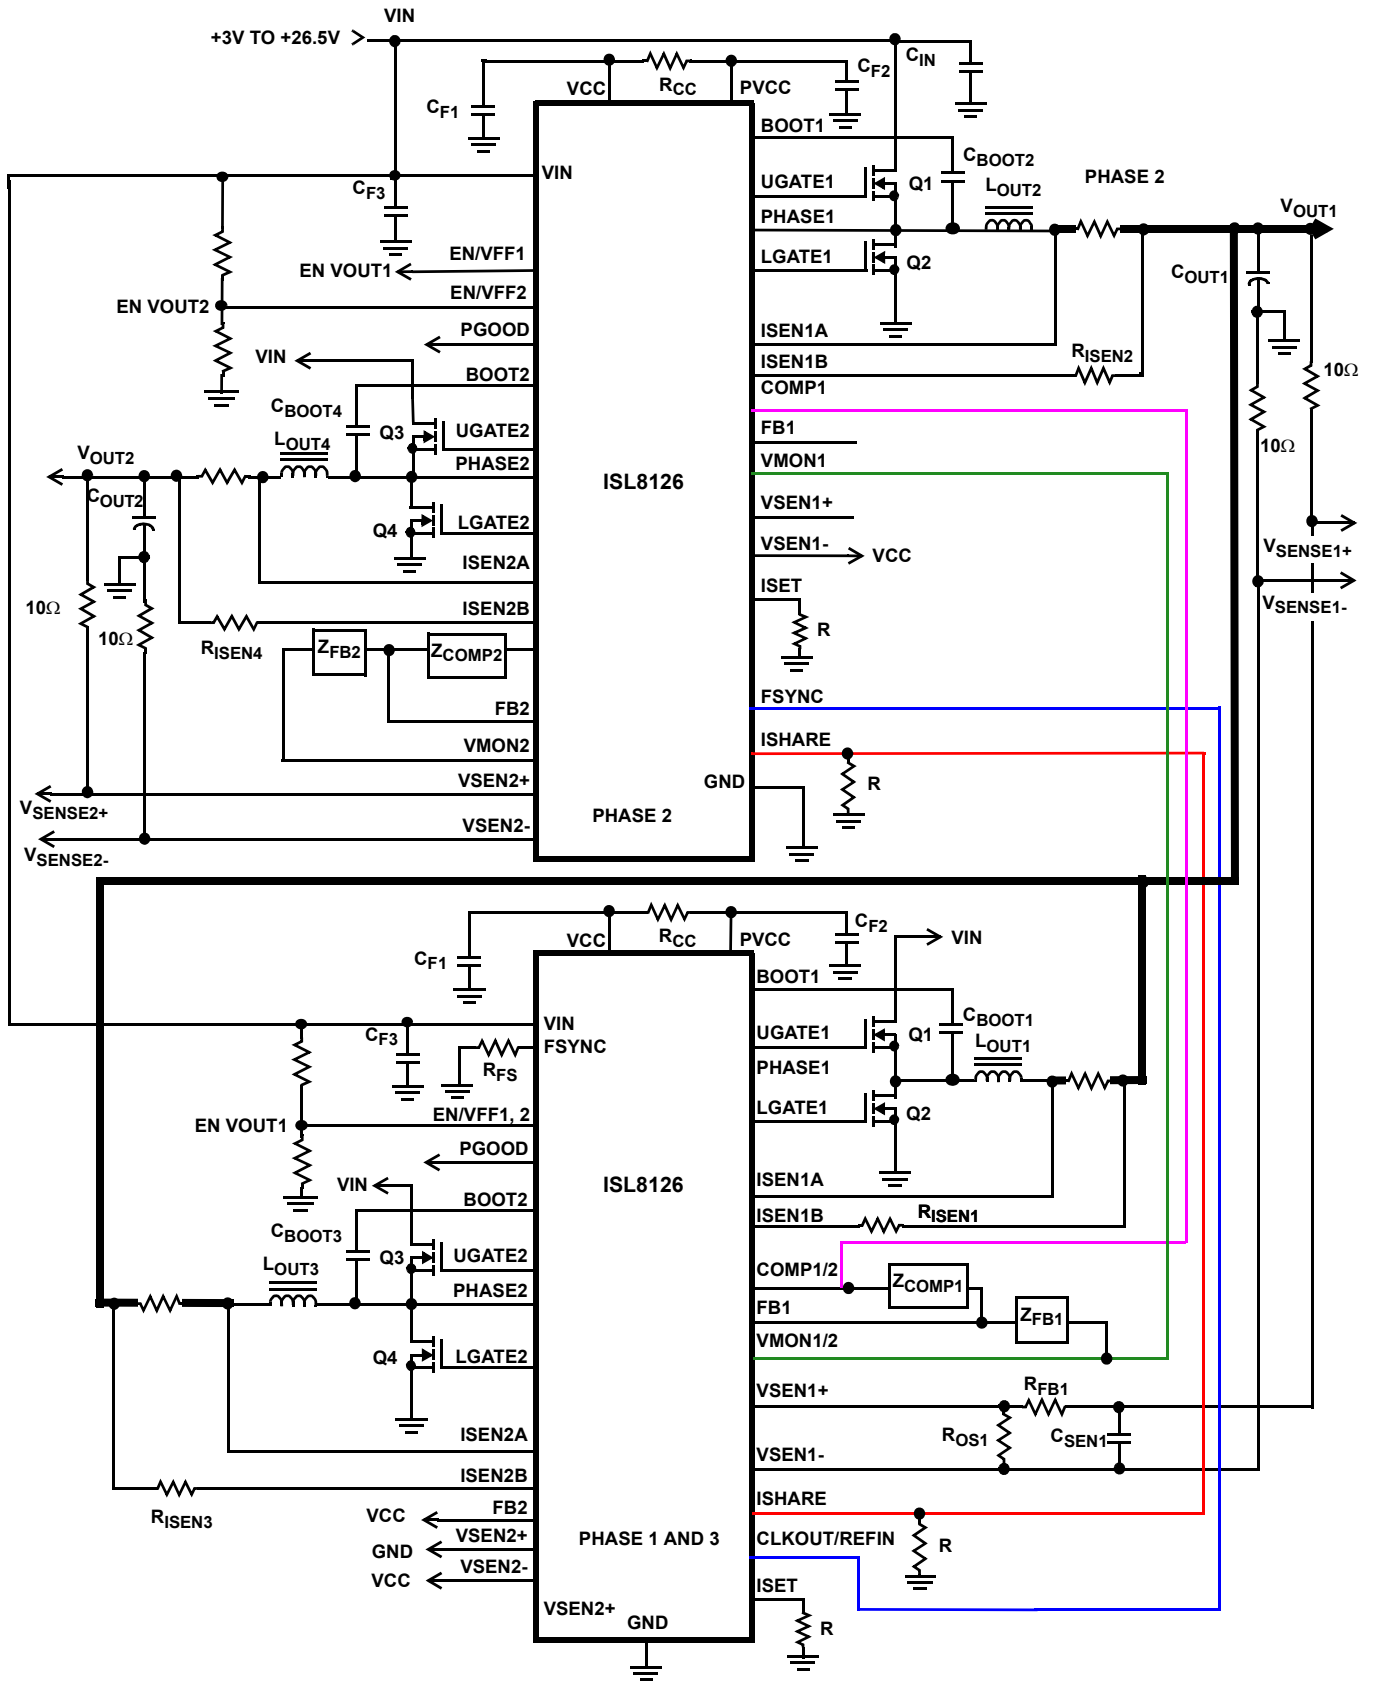 VIN
+3V TO +26.5V
CIN
CF2
VCC
RCC
PVCC
CF1
BOOT1
CBOOT2
VIN
CF3
UGATE1
Q1
LOUT2
PHASE 2
VOUT1
PHASE1
EN/VFF1
LGATE1
Q2
EN VOUT1
COUT1
EN/VFF2
EN VOUT2
PGOOD
ISEN1A
VIN
ISEN1B
RISEN2
10Ω
BOOT2
COMP1
CBOOT4
Q3
UGATE2
FB1
LOUT4
10Ω
VOUT2
PHASE2
VMON1
ISL8126
COUT2
VSEN1+
Q4
LGATE2
VSEN1-
VCC
VSENSE1+
ISEN2A
ISET
VSENSE1-
10Ω
ISEN2B
R
10Ω
RISEN4
ZFB2
ZCOMP2
FSYNC
FB2
ISHARE
VMON2
GND
R
VSEN2+
VSENSE2+
PHASE 2
VSEN2-
VSENSE2-
CF2
VCC
RCC
PVCC
VIN
CF1
BOOT1
CBOOT1
VIN
CF3
FSYNC
UGATE1
Q1
LOUT1
RFS
PHASE1
EN/VFF1, 2
LGATE1
Q2
EN VOUT1
PGOOD
VIN
ISL8126
ISEN1A
BOOT2
ISEN1B
RISEN1
CBOOT3
Q3
UGATE2
LOUT3
COMP1/2
ZCOMP1
PHASE2
FB1
ZFB1
VMON1/2
Q4
LGATE2
VSEN1+
RFB1
ISEN2A
ROS1
CSEN1
VSEN1-
ISEN2B
ISHARE
RISEN3
FB2
VCC
VSEN2+
PHASE 1 AND 3
CLKOUT/REFIN
R
GND
VSEN2-
VCC
ISET
VSEN2+
GND
R